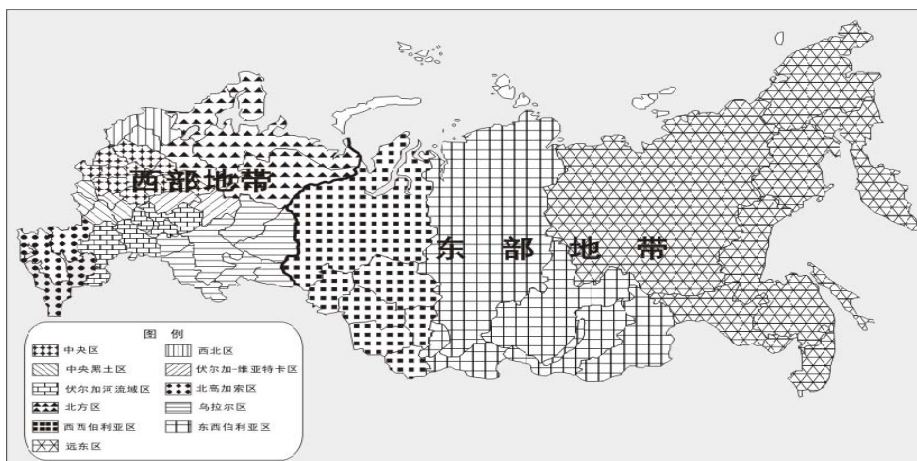 西部地带
东部地带
图 例
中央区
西北区
中央黑土区
伏尔加-维亚特卡区
伏尔加河流域区
北高加索区
北方区
乌拉尔区
西西伯利亚区
东西伯利亚区
远东区